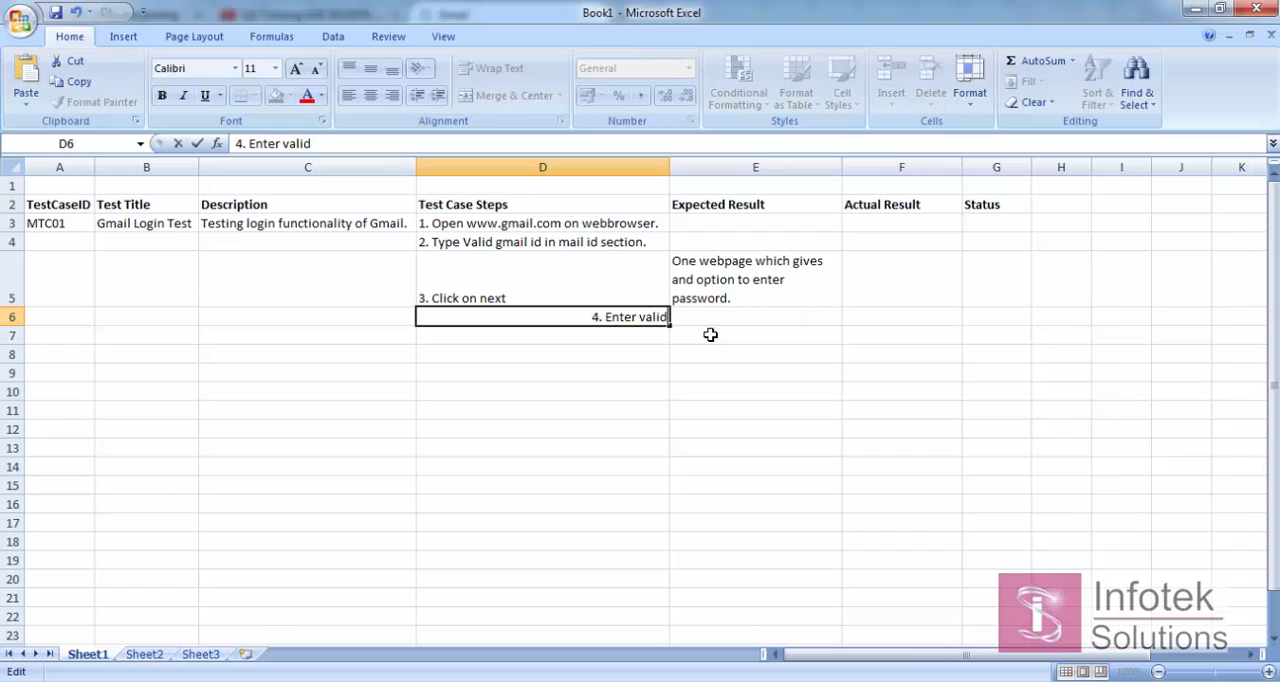 Book1 - Microsoft Excel
Home Insert Page Layout Formulas Data Review View
Paste
Cut
Copy
Format Painter
Clipboard
Calibri 11
B I U
Font
Wrap Text
Merge & Center
Alignment
General
Number
Conditional Formatting
Format as Table
Cell Styles
Styles
Insert
Delete
Format
Cells
AutoSum
Fill
Clear
Sort & Filter
Find & Select
Editing
D6 fx 4. Enter valid
A B C D E F G H I J K
1
2 TestCaseID Test Title Description Test Case Steps Expected Result Actual Result Status
3 MTC01 Gmail Login Test Testing login functionality of Gmail. 1. Open www.gmail.com on webbrowser.
4 2. Type Valid gmail id in mail id section.
One webpage which gives
and option to enter
5 3. Click on next password.
6 4. Enter valid
7
8
9
10
11
12
13
14
15
16
17
18
19
20
21
22
23
Infotek
Solutions
Sheet1 Sheet2 Sheet3
Edit 100%